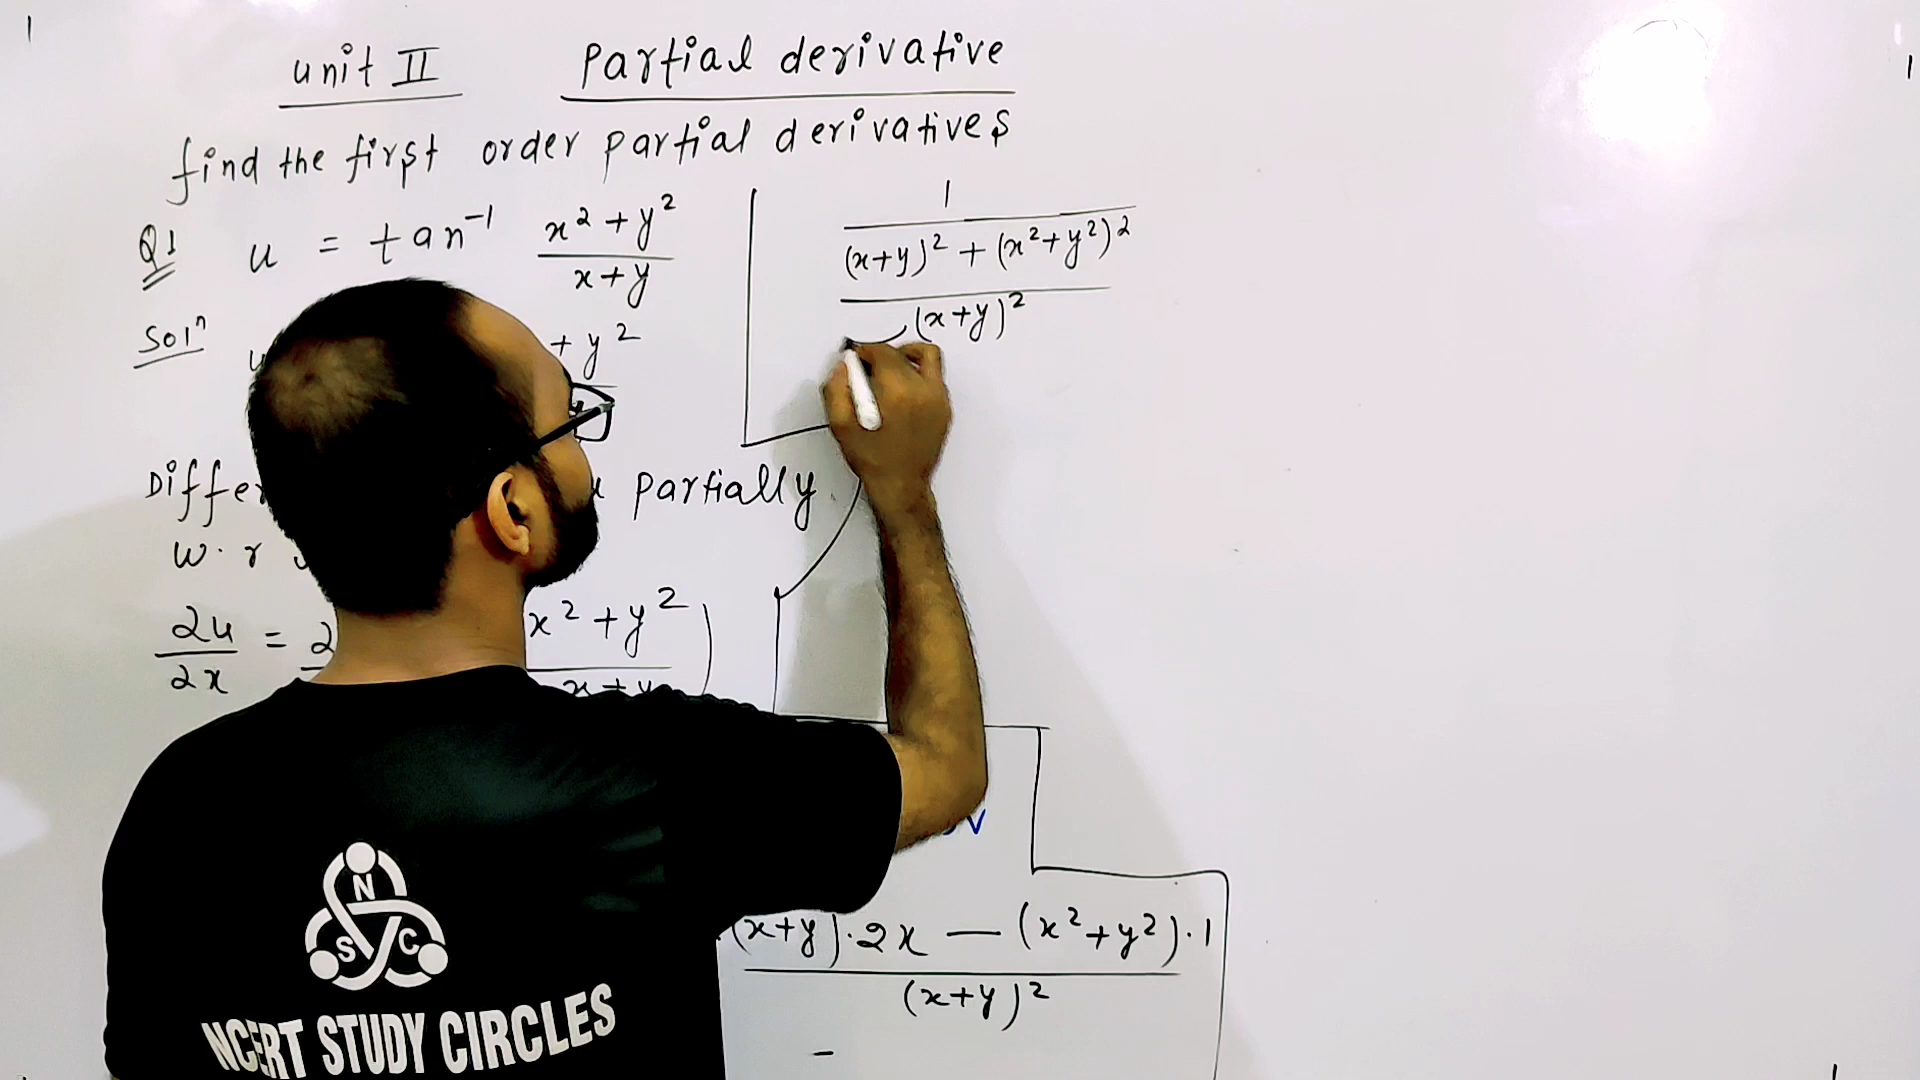 unit II Partial derivative
find the first order partial derivatives
Q1 u = tan⁻¹ x² + y² / x + y
Solⁿ + y²
Diffe partially
w. r
∂u / ∂x = x² + y² / x + y
1 / (x+y)² + (x²+y²)² / (x+y)²
(x+y)·2x — (x²+y²)·1 / (x+y)²
N
S C
NCERT STUDY CIRCLES